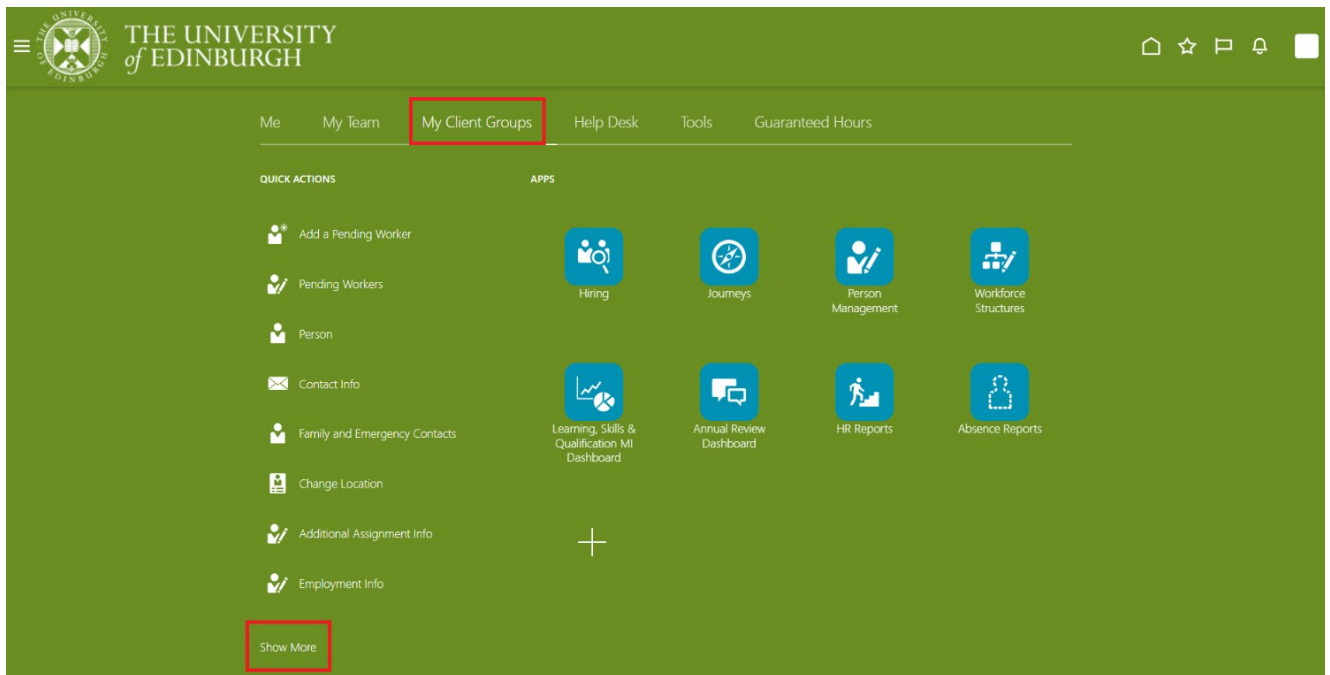 THE UNIVERSITY
of EDINBURGH
Me
My Team
My Client Groups
Help Desk
Tools
Guaranteed Hours
QUICK ACTIONS
APPS
Add a Pending Worker
Pending Workers
Person
Contact Info
Family and Emergency Contacts
Change Location
Additional Assignment Info
Employment Info
Show More
Hiring
Journeys
Person
Management
Workforce
Structures
Learning, Skills &
Qualification MI
Dashboard
Annual Review
Dashboard
HR Reports
Absence Reports